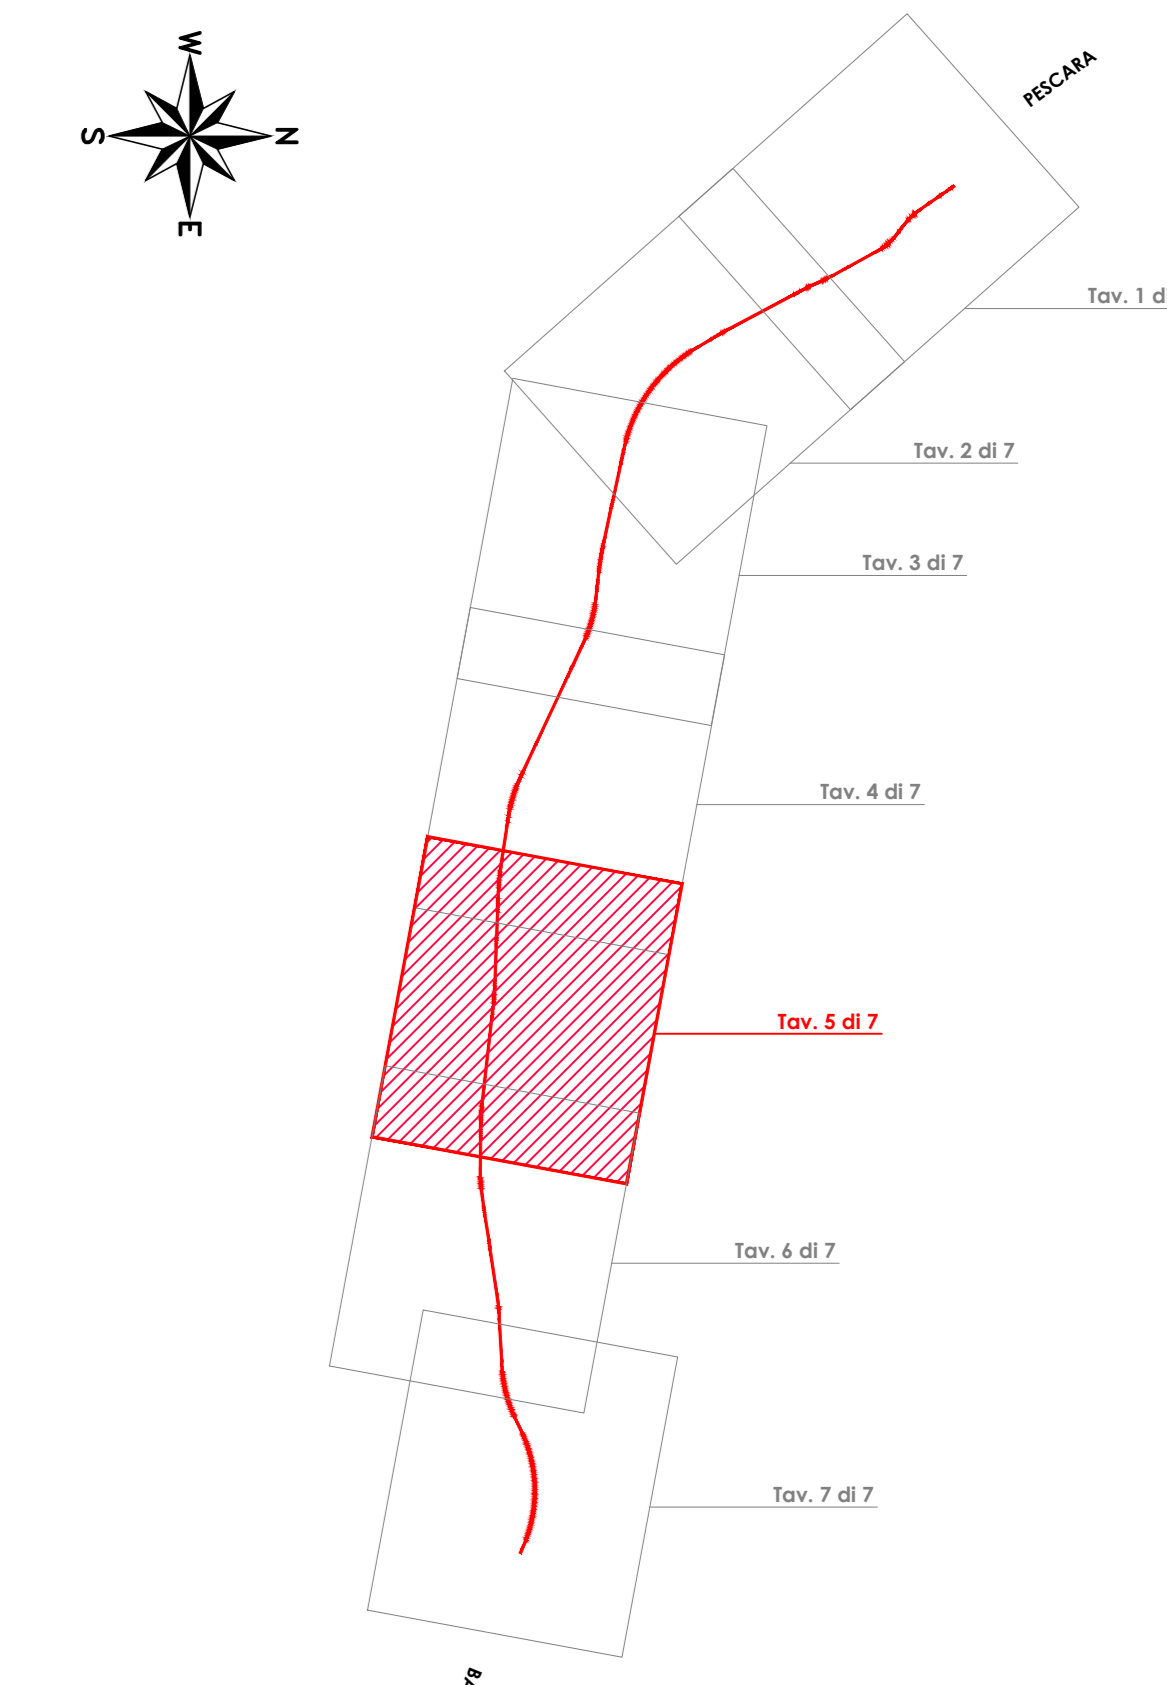 W
S
N
E
PESCARA
Tav. 1 di
Tav. 2 di 7
Tav. 3 di 7
Tav. 4 di 7
Tav. 5 di 7
Tav. 6 di 7
Tav. 7 di 7